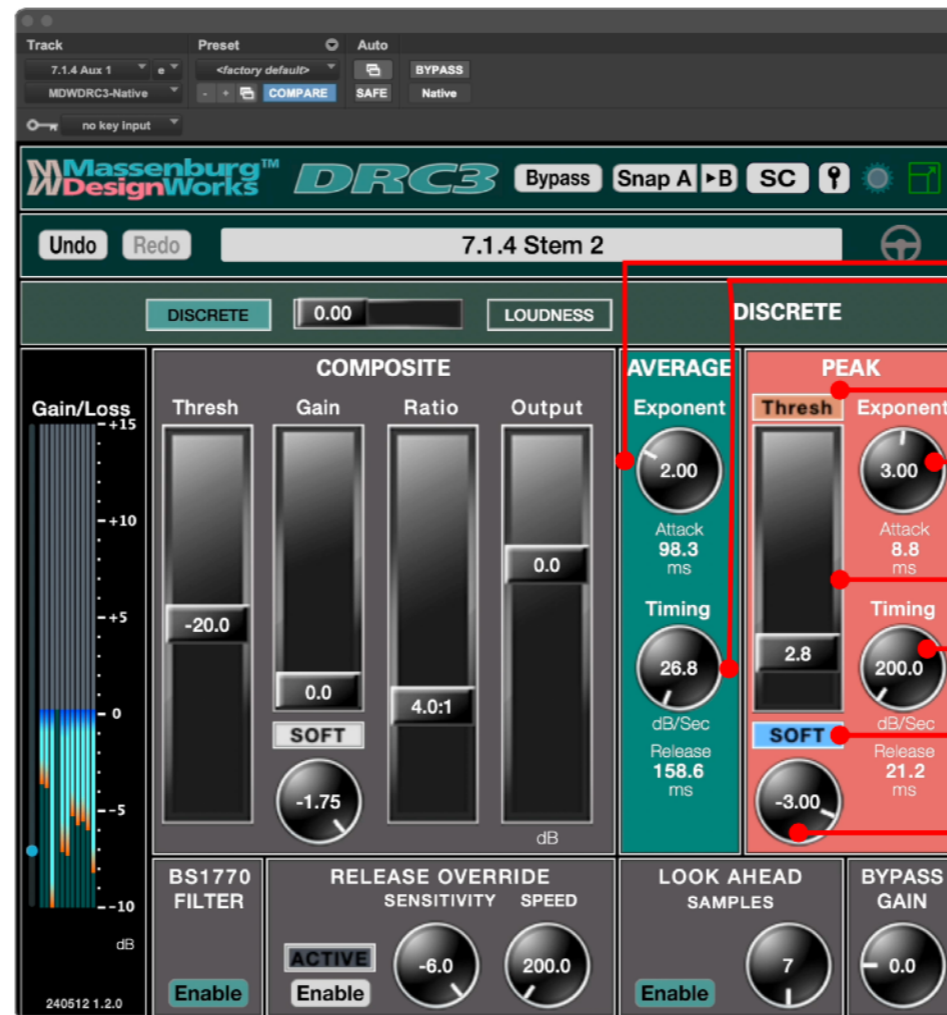 Track Preset Auto
7.1.4 Aux 1 e <factory default> BYPASS
MDWDRC3-Native - + COMPARE SAFE Native
no key input
Massenburg™
DesignWorks
DRC3 Bypass Snap A ▸B SC
Undo Redo 7.1.4 Stem 2
DISCRETE 0.00 LOUDNESS DISCRETE
COMPOSITE AVERAGE PEAK
Gain/Loss Thresh Gain Ratio Output Exponent Thresh Exponent
+15
2.00 3.00
+10
Attack Attack
98.3 8.8
ms ms
0.0
+5
-20.0
Timing Timing
26.8 2.8 200.0
0.0 4.0:1
0
dB/Sec dB/Sec
SOFT SOFT
Release Release
158.6 21.2
ms ms
-1.75 -3.00
-5
dB
-10
dB
BS1770
FILTER
Enable
RELEASE OVERRIDE
SENSITIVITY SPEED
ACTIVE
Enable
-6.0 200.0
LOOK AHEAD
SAMPLES
7
Enable
BYPASS
GAIN
0.0
240512 1.2.0